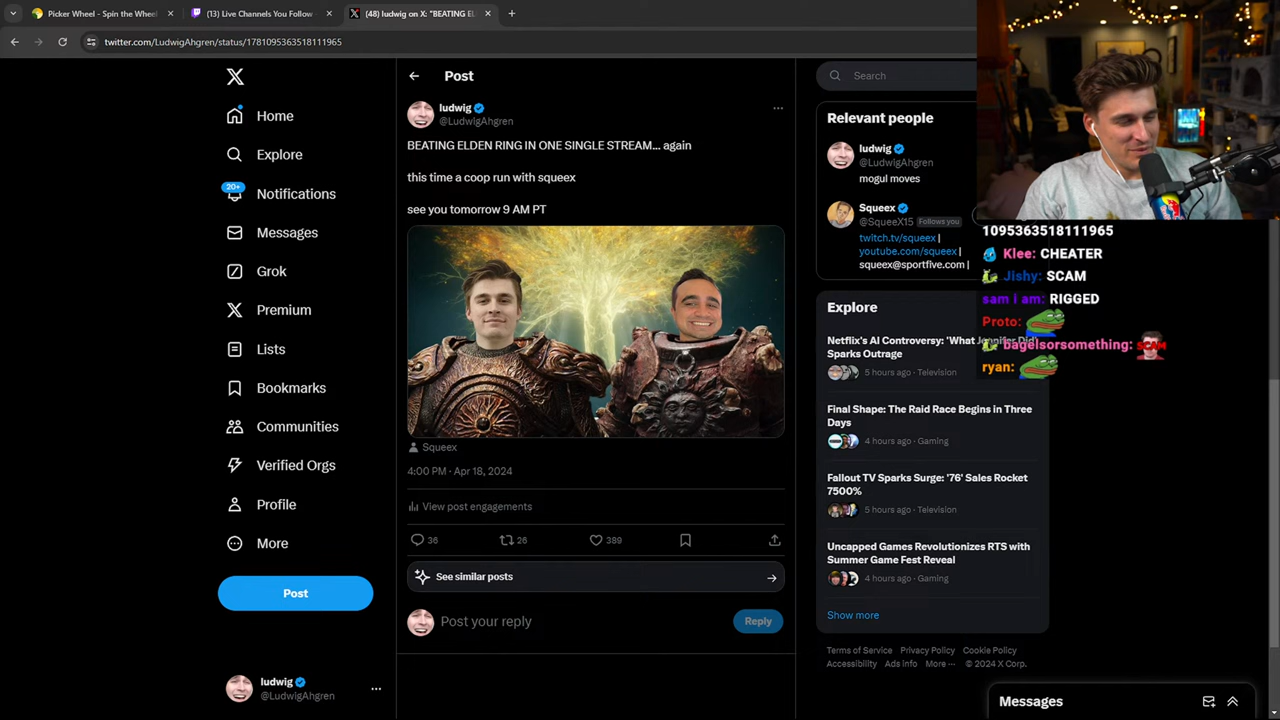 Picker Wheel - Spin the Wheel
(13) Live Channels You Follow
(48) ludwig on X: "BEATING EL
twitter.com/LudwigAhgren/status/1781095363518111965
Home
Explore
20+
Notifications
Messages
Grok
Premium
Lists
Bookmarks
Communities
Verified Orgs
Profile
More
Post
ludwig
@LudwigAhgren
Post
ludwig
@LudwigAhgren
BEATING ELDEN RING IN ONE SINGLE STREAM... again
this time a coop run with squeex
see you tomorrow 9 AM PT
Squeex
4:00 PM · Apr 18, 2024
View post engagements
36
26
389
See similar posts
Post your reply
Reply
Search
Relevant people
ludwig
@LudwigAhgren
mogul moves
Squeex
@SqueeX15 Follows you
twitch.tv/squeex |
youtube.com/squeex |
squeex@sportfive.com |
Explore
Netflix's AI Controversy: 'What Jennifer Did'
Sparks Outrage
5 hours ago · Television
Final Shape: The Raid Race Begins in Three
Days
4 hours ago · Gaming
Fallout TV Sparks Surge: '76' Sales Rocket
7500%
5 hours ago · Television
Uncapped Games Revolutionizes RTS with
Summer Game Fest Reveal
4 hours ago · Gaming
Show more
Terms of Service Privacy Policy Cookie Policy
Accessibility Ads info More ··· © 2024 X Corp.
Messages
1095363518111965
Klee: CHEATER
Jishy: SCAM
sam i am: RIGGED
Proto:
bagelsorsomething: SCAM
ryan: